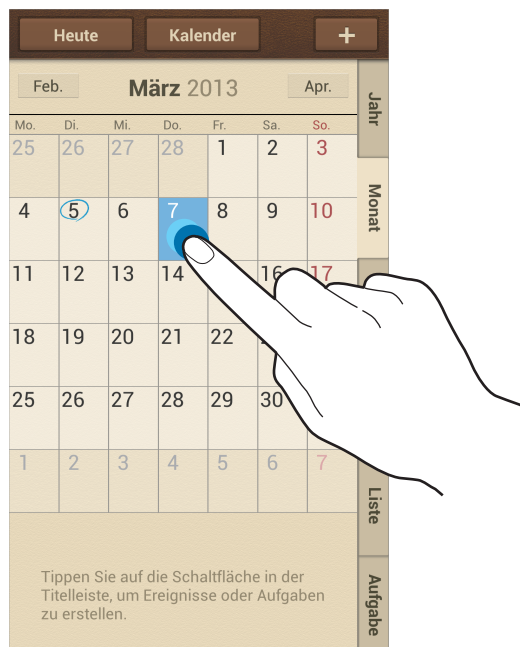 Heute Kalender +
Feb. März 2013 Apr.
Jahr
Mo. Di. Mi. Do. Fr. Sa. So.
25 26 27 28 1 2 3
Monat
4 5 6 7 8 9 10
11 12 13 14 16 17
18 19 20 21 22
25 26 27 28 29 30
1 2 3 4 5 6 7
Liste
Tippen Sie auf die Schaltfläche in der
Titelleiste, um Ereignisse oder Aufgaben
zu erstellen.
Aufgabe